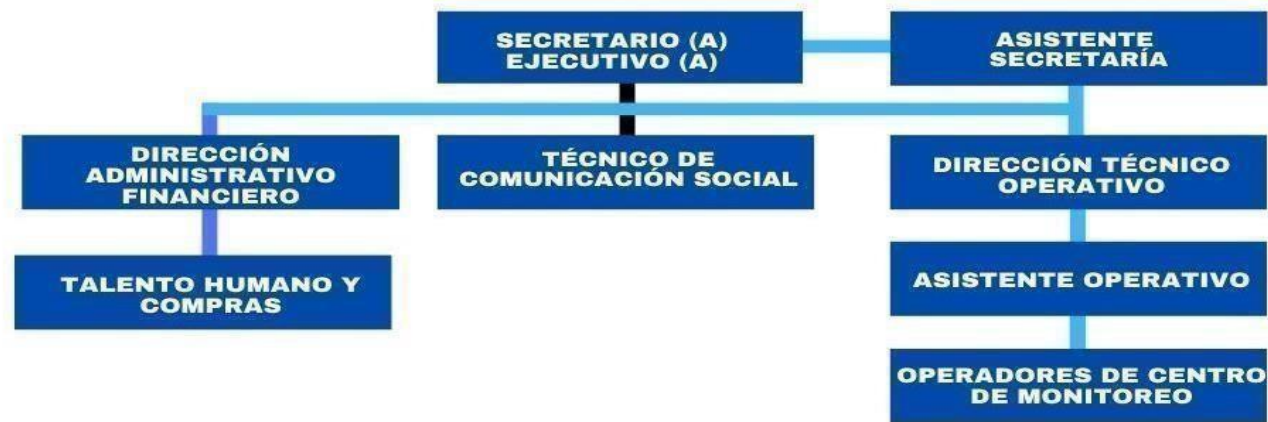 SECRETARIO (A)
EJECUTIVO (A)
ASISTENTE
SECRETARÍA
DIRECCIÓN
ADMINISTRATIVO
FINANCIERO
TÉCNICO DE
COMUNICACIÓN SOCIAL
DIRECCIÓN TÉCNICO
OPERATIVO
TALENTO HUMANO Y
COMPRAS
ASISTENTE OPERATIVO
OPERADORES DE CENTRO
DE MONITOREO